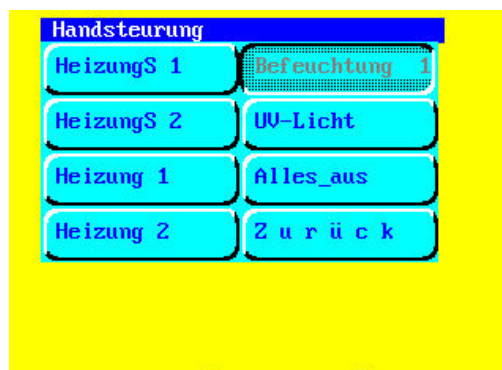 Handsteurung
HeizungS 1
Befeuchtung 1
HeizungS 2
UV-Licht
Heizung 1
Alles_aus
Heizung 2
Z u r ü c k